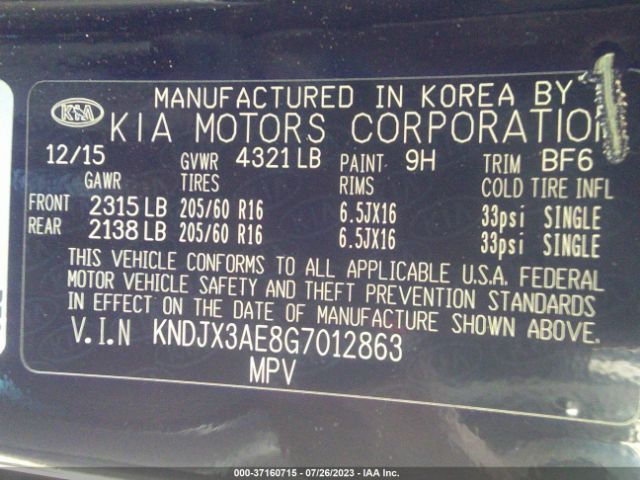 KIA MANUFACTURED IN KOREA BY
KIA MOTORS CORPORATION
12/15 GVWR 4321 LB PAINT 9H TRIM BF6
GAWR TIRES RIMS COLD TIRE INFL
FRONT 2315 LB 205/60 R16 6.5JX16 33psi SINGLE
REAR 2138 LB 205/60 R16 6.5JX16 33psi SINGLE
THIS VEHICLE CONFORMS TO ALL APPLICABLE U.S.A. FEDERAL
MOTOR VEHICLE SAFETY AND THEFT PREVENTION STANDARDS
IN EFFECT ON THE DATE OF MANUFACTURE SHOWN ABOVE.
V.I.N KNDJX3AE8G7012863
MPV
000-37160715 - 07/26/2023 - IAA Inc.